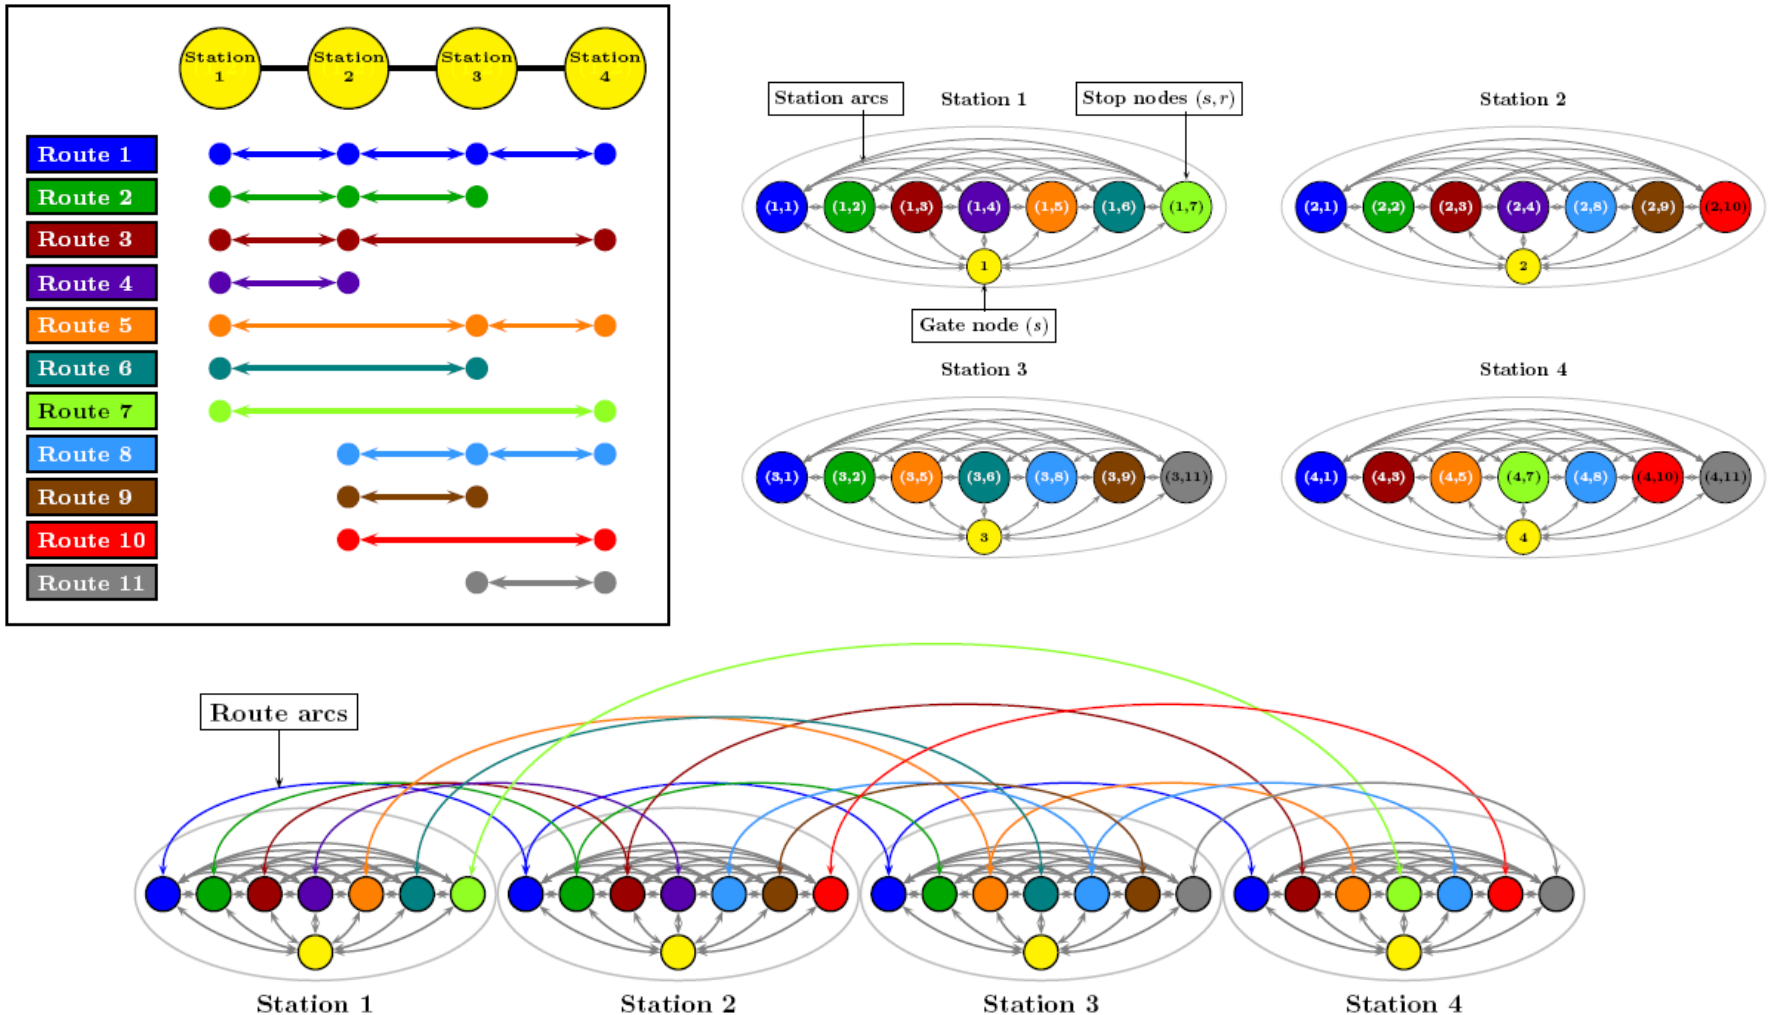 Station
1
Station
2
Station
3
Station
4
Route 1
Route 2
Route 3
Route 4
Route 5
Route 6
Route 7
Route 8
Route 9
Route 10
Route 11
Station arcs
Station 1
Stop nodes (s,r)
(1,1) (1,2) (1,3) (1,4) (1,5) (1,6) (1,7)
1
Gate node (s)
Station 2
(2,1) (2,2) (2,3) (2,4) (2,8) (2,9) (2,10)
2
Station 3
(3,1) (3,2) (3,5) (3,6) (3,8) (3,9) (3,11)
3
Station 4
(4,1) (4,3) (4,5) (4,7) (4,8) (4,10) (4,11)
4
Route arcs
Station 1
Station 2
Station 3
Station 4